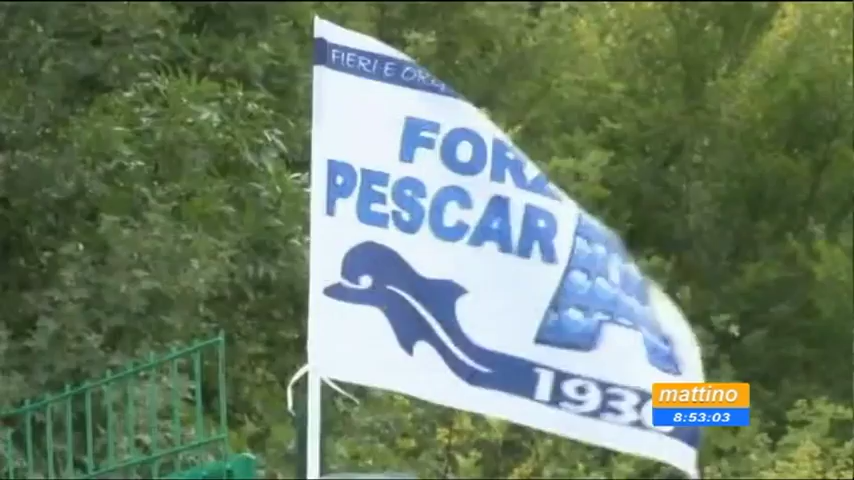 FIERI E ORG
FORZ
PESCAR
193
mattino
8:53:03